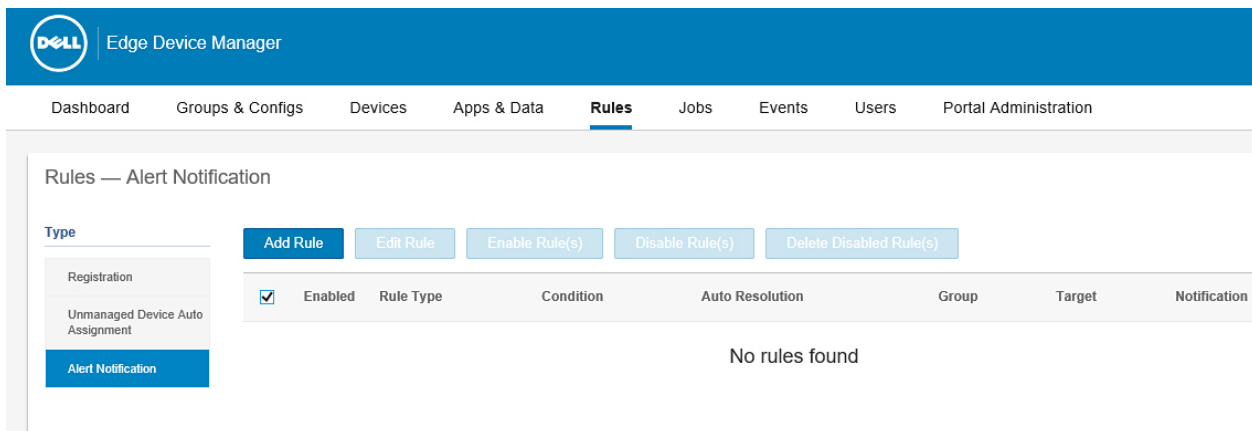 DELL Edge Device Manager
Dashboard Groups & Configs Devices Apps & Data Rules Jobs Events Users Portal Administration
Rules — Alert Notification
Type
Registration
Unmanaged Device Auto
Assignment
Alert Notification
Add Rule Edit Rule Enable Rule(s) Disable Rule(s) Delete Disabled Rule(s)
Enabled Rule Type Condition Auto Resolution Group Target Notification
No rules found